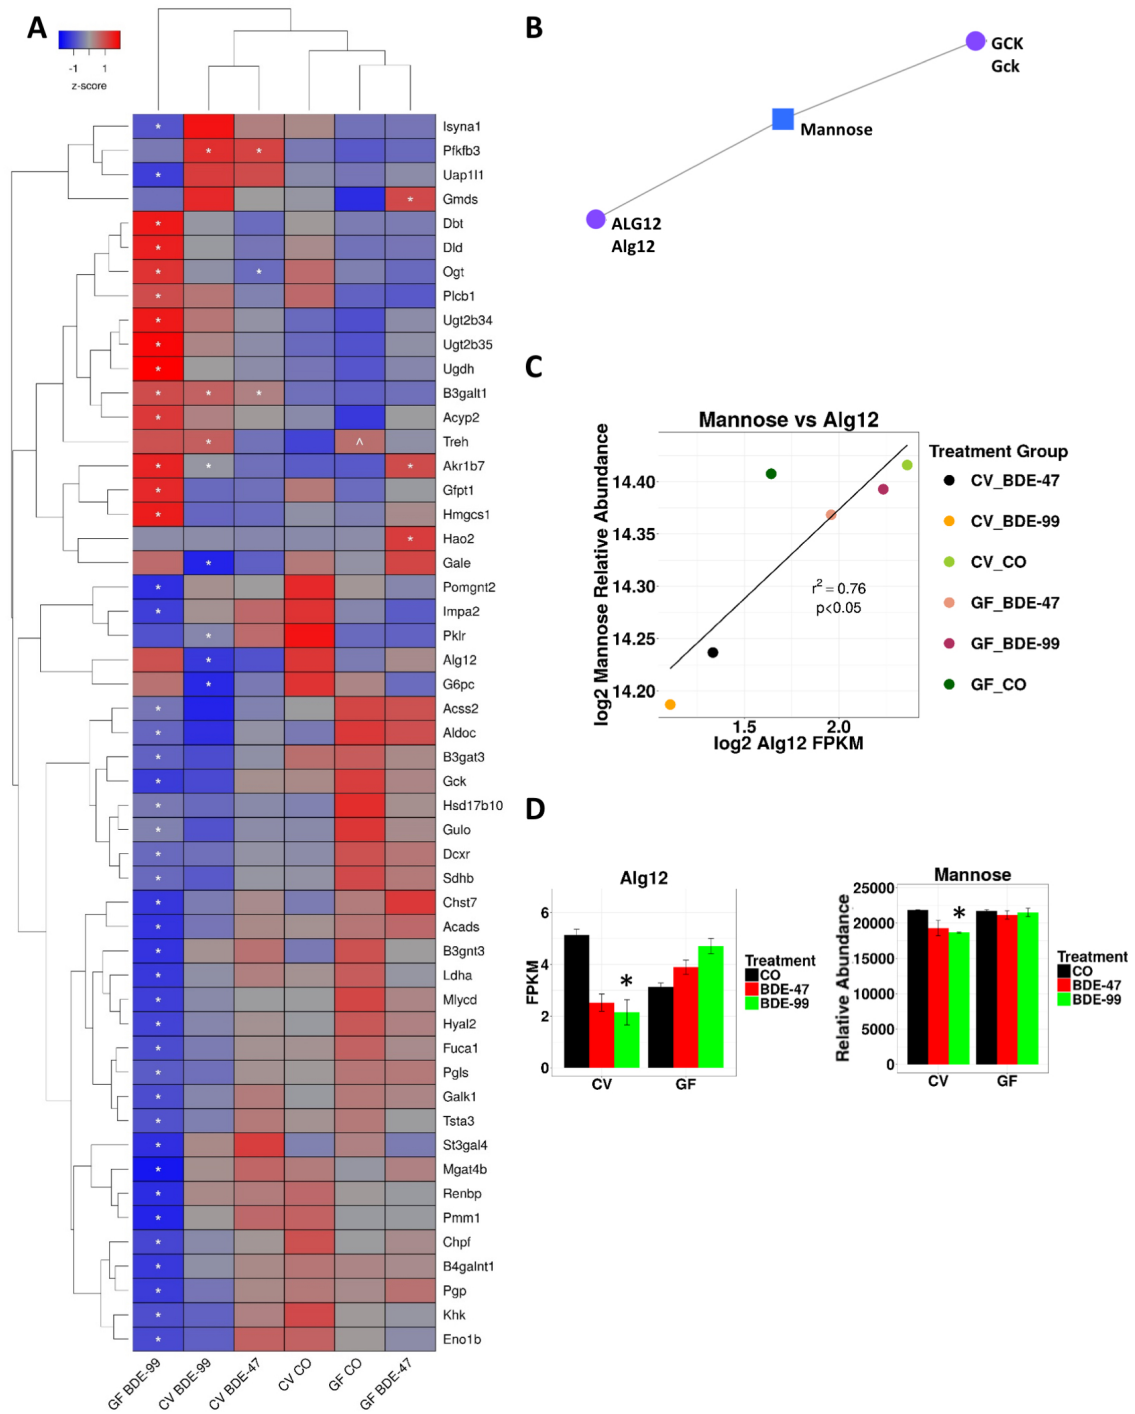 A
-1 1
z-score
* Isyna1
* * Pfkfb3
* Uap1l1
* Gmds
* Dbt
* Dld
* * Ogt
* Plcb1
* Ugt2b34
* Ugt2b35
* Ugdh
* * * B3galt1
* Acyp2
* ^ Treh
* * * Akr1b7
* Gfpt1
* Hmgcs1
* Hao2
* Gale
* Pomgnt2
* Impa2
* Pklr
* Alg12
* G6pc
* Acss2
* Aldoc
* B3gat3
* Gck
* Hsd17b10
* Gulo
* Dcxr
* Sdhb
* Chst7
* Acads
* B3gnt3
* Ldha
* Mlycd
* Hyal2
* Fuca1
* Pgls
* Galk1
* Tsta3
* St3gal4
* Mgat4b
* Renbp
* Pmm1
* Chpf
* B4galnt1
* Pgp
* Khk
* Eno1b
GF BDE-99
CV BDE-99
CV BDE-47
CV CO
GF CO
GF BDE-47
B
GCK
Gck
Mannose
ALG12
Alg12
C
Mannose vs Alg12
log2 Mannose Relative Abundance
14.40
14.35
14.30
14.25
14.20
r² = 0.76
p<0.05
1.5 2.0
log2 Alg12 FPKM
Treatment Group
CV_BDE-47
CV_BDE-99
CV_CO
GF_BDE-47
GF_BDE-99
GF_CO
D
Alg12
FPKM
6
4
2
0
*
CV GF
Treatment
CO
BDE-47
BDE-99
Mannose
Relative Abundance
25000
20000
15000
10000
5000
0
*
CV GF
Treatment
CO
BDE-47
BDE-99